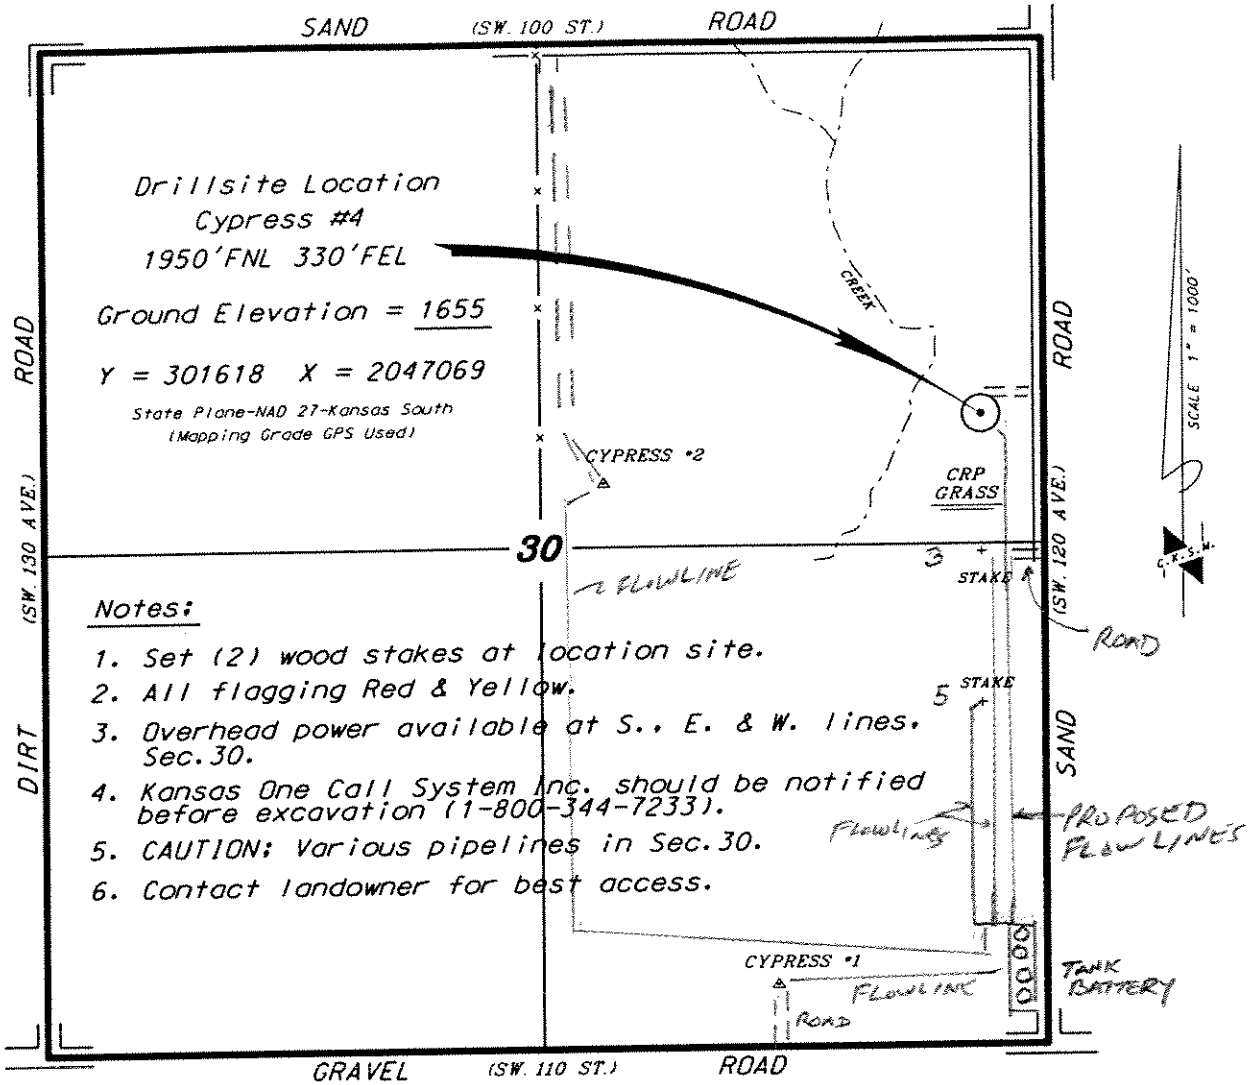 SAND (SW. 100 ST.) ROAD
Drillsite Location
Cypress #4
1950'FNL 330'FEL
Ground Elevation = 1655
Y = 301618 X = 2047069
State Plane-NAD 27-Kansas South
(Mapping Grade GPS Used)
CREEK
ROAD
(SW. 130 AVE.)
DIRT
ROAD
(SW. 120 AVE.)
SAND
SCALE 1" = 1000'
C.K.S.W.
CYPRESS #2
CRP
GRASS
30
3
STAKE
FLOWLINE
ROAD
5 STAKE
Notes:
1. Set (2) wood stakes at location site.
2. All flagging Red & Yellow.
3. Overhead power available at S., E. & W. lines.
Sec.30.
4. Kansas One Call System Inc. should be notified
before excavation (1-800-344-7233).
5. CAUTION: Various pipelines in Sec.30.
6. Contact landowner for best access.
FLOWLINES
PROPOSED
FLOWLINES
CYPRESS #1
FLOWLINE
ROAD
TANK
BATTERY
GRAVEL (SW. 110 ST.) ROAD